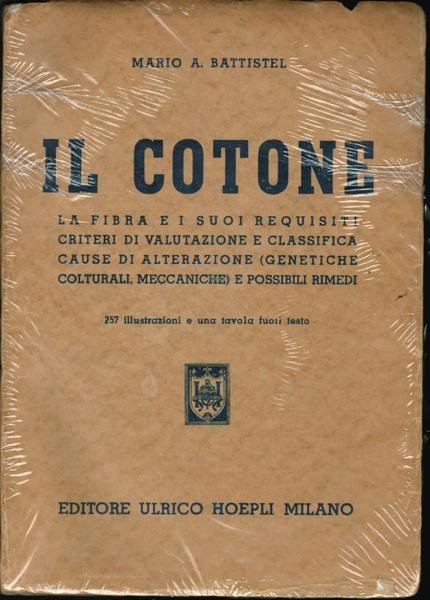 MARIO A. BATTISTEL
IL COTONE
LA FIBRA E I SUOI REQUISITI
CRITERI DI VALUTAZIONE E CLASSIFICA
CAUSE DI ALTERAZIONE (GENETICHE
COLTURALI, MECCANICHE) E POSSIBILI RIMEDI
257 illustrazioni e una tavola fuori testo
EDITORE ULRICO HOEPLI MILANO